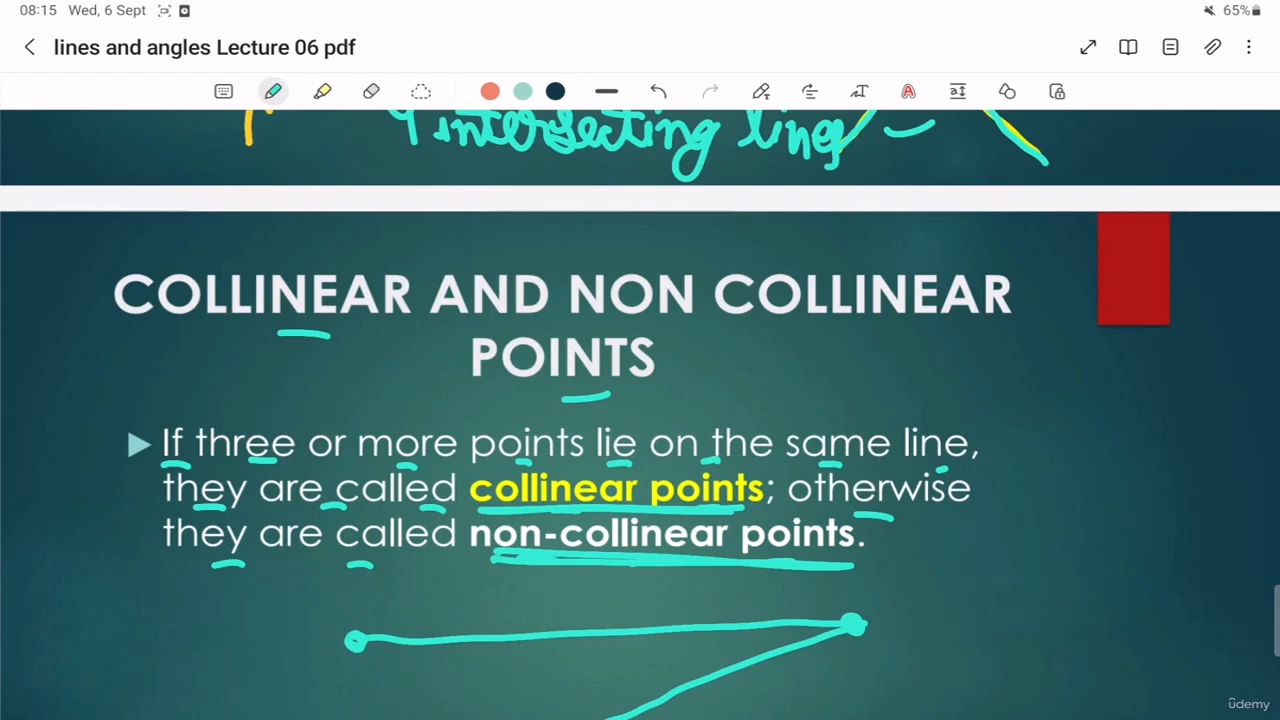 08:15 Wed, 6 Sept 65%
lines and angles Lecture 06 pdf
intersecting lines
COLLINEAR AND NON COLLINEAR
POINTS
If three or more points lie on the same line,
they are called collinear points; otherwise
they are called non-collinear points.
ûdemy